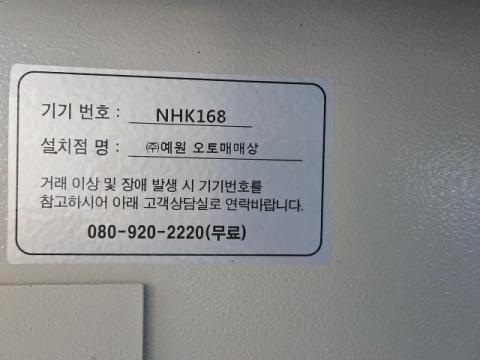 기기 번호 : NHK168
설치점 명 : ㈜예원 오토매매상
거래 이상 및 장애 발생 시 기기번호를
참고하시어 아래 고객상담실로 연락바랍니다.
080-920-2220(무료)